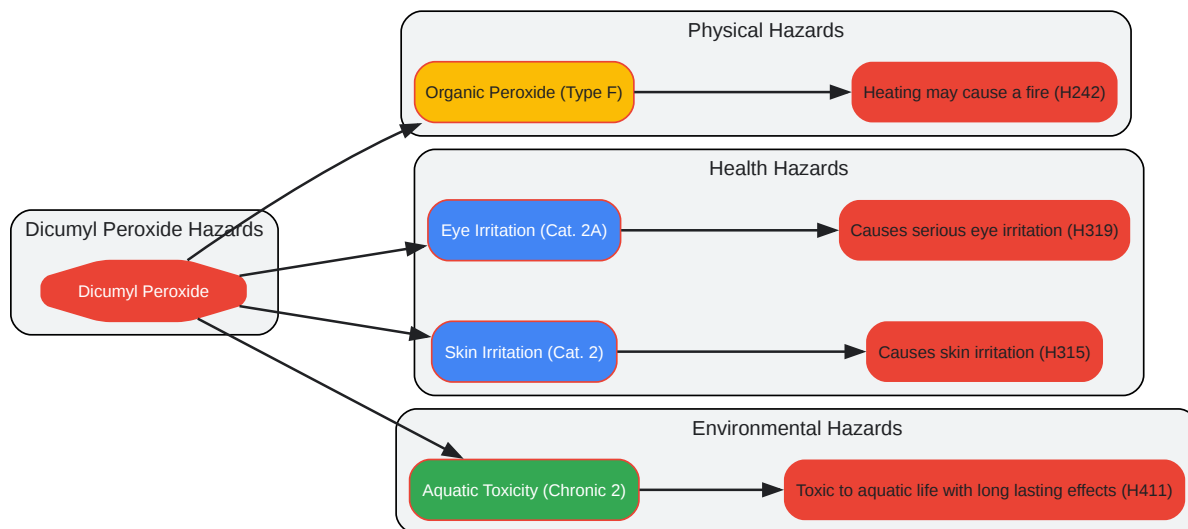 Physical Hazards
Organic Peroxide (Type F)
Heating may cause a fire (H242)
Health Hazards
Eye Irritation (Cat. 2A)
Causes serious eye irritation (H319)
Dicumyl Peroxide Hazards
Dicumyl Peroxide
Skin Irritation (Cat. 2)
Causes skin irritation (H315)
Environmental Hazards
Aquatic Toxicity (Chronic 2)
Toxic to aquatic life with long lasting effects (H411)